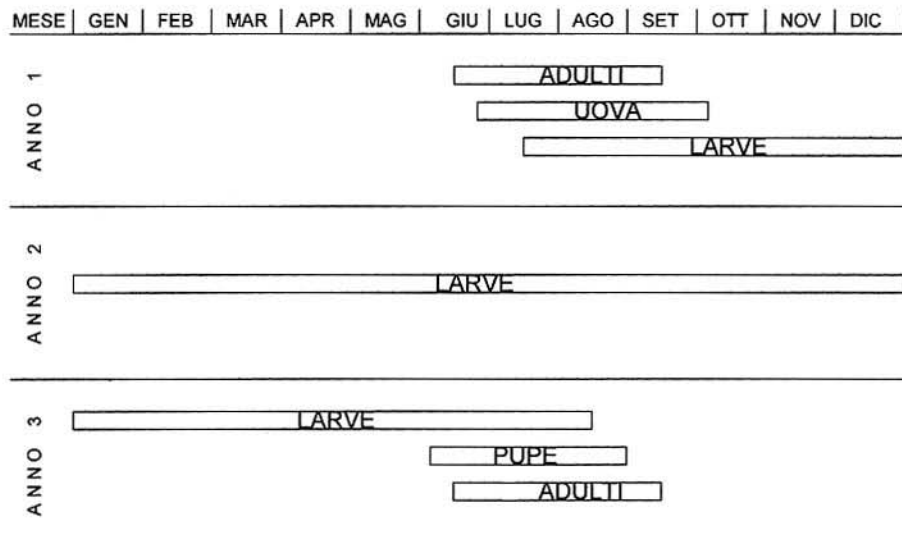 MESE | GEN | FEB | MAR | APR | MAG | GIU | LUG | AGO | SET | OTT | NOV | DIC
ANNO 1
ADULTI
UOVA
LARVE
ANNO 2
LARVE
ANNO 3
LARVE
PUPE
ADULTI